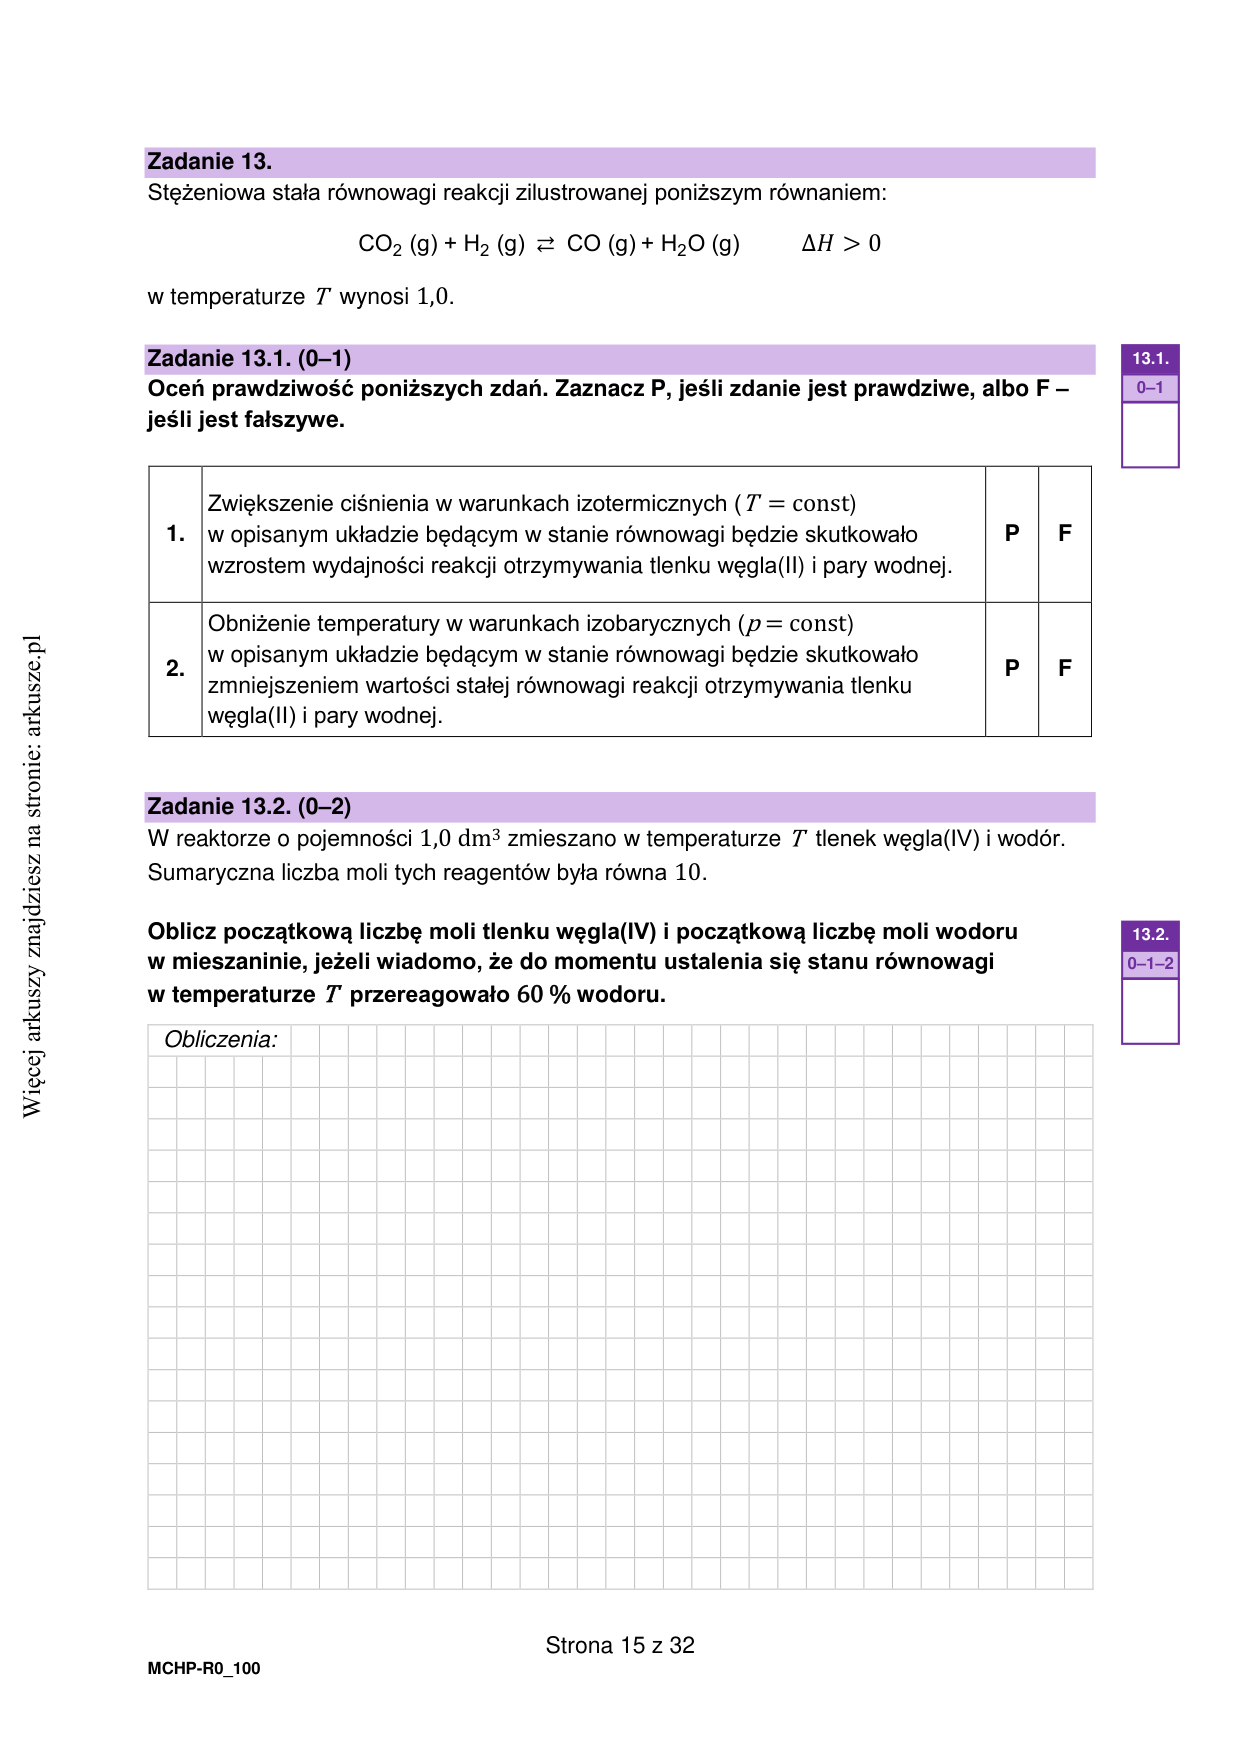 Zadanie 13.
Stężeniowa stała równowagi reakcji zilustrowanej poniższym równaniem:
CO₂ (g) + H₂ (g) ⇄ CO (g) + H₂O (g) ΔH > 0
w temperaturze T wynosi 1,0.
Zadanie 13.1. (0–1)
13.1.
0–1
Oceń prawdziwość poniższych zdań. Zaznacz P, jeśli zdanie jest prawdziwe, albo F –
jeśli jest fałszywe.
1.
Zwiększenie ciśnienia w warunkach izotermicznych (T = const)
w opisanym układzie będącym w stanie równowagi będzie skutkowało
wzrostem wydajności reakcji otrzymywania tlenku węgla(II) i pary wodnej.
P F
2.
Obniżenie temperatury w warunkach izobarycznych (p = const)
w opisanym układzie będącym w stanie równowagi będzie skutkowało
zmniejszeniem wartości stałej równowagi reakcji otrzymywania tlenku
węgla(II) i pary wodnej.
P F
Zadanie 13.2. (0–2)
W reaktorze o pojemności 1,0 dm³ zmieszano w temperaturze T tlenek węgla(IV) i wodór.
Sumaryczna liczba moli tych reagentów była równa 10.
Oblicz początkową liczbę moli tlenku węgla(IV) i początkową liczbę moli wodoru
w mieszaninie, jeżeli wiadomo, że do momentu ustalenia się stanu równowagi
w temperaturze T przereagowało 60 % wodoru.
13.2.
0–1–2
Obliczenia:
Strona 15 z 32
MCHP-R0_100
Więcej arkuszy znajdziesz na stronie: arkusze.pl